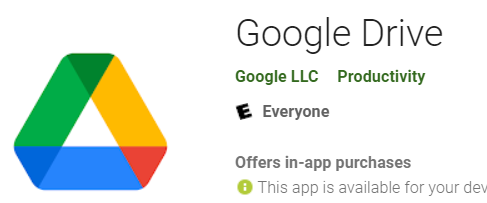 Google Drive
Google LLC Productivity
E Everyone
Offers in-app purchases
This app is available for your dev